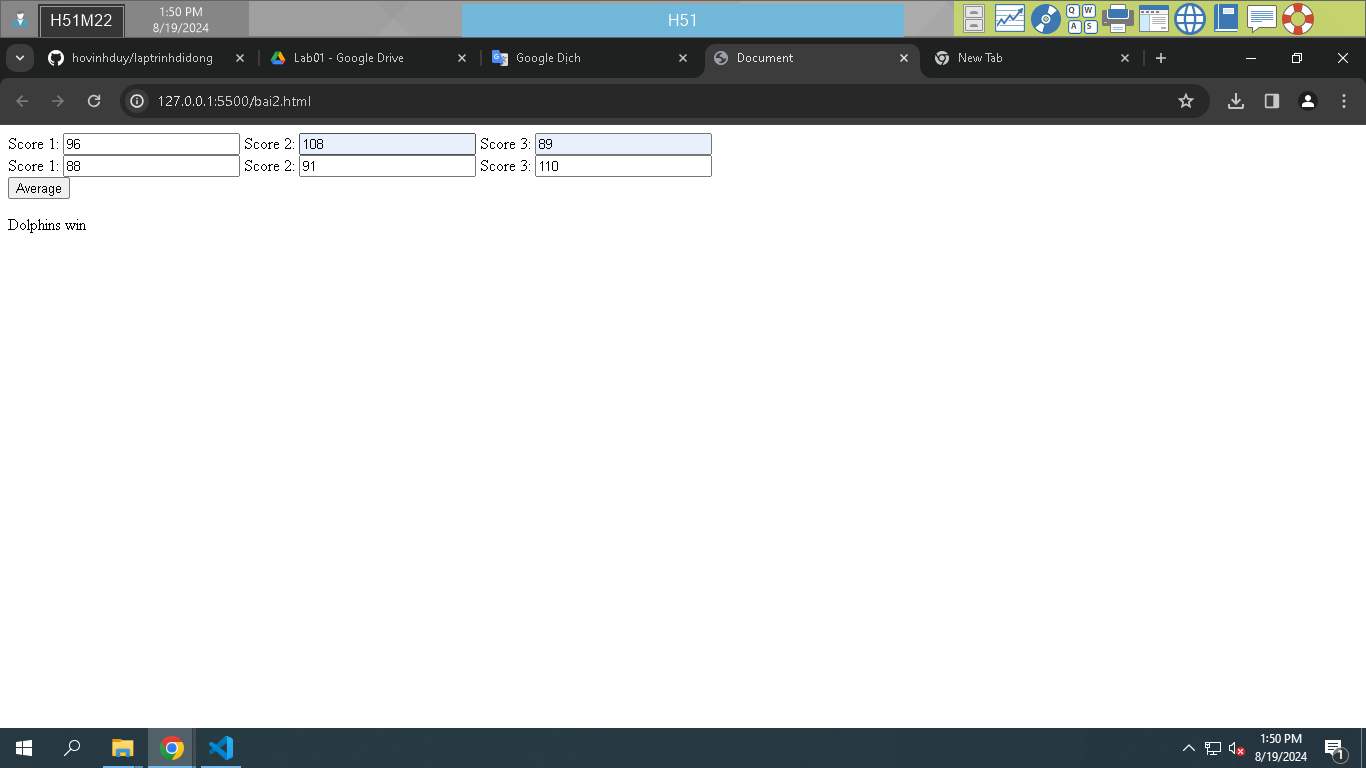 H51M22
1:50 PM
8/19/2024
H51
Q W
A S
hovinhduy/laptrinhdidong
Lab01 - Google Drive
Google Dịch
Document
New Tab
127.0.0.1:5500/bai2.html
Score 1: 96 Score 2: 108 Score 3: 89
Score 1: 88 Score 2: 91 Score 3: 110
Average
Dolphins win
1:50 PM
8/19/2024
1